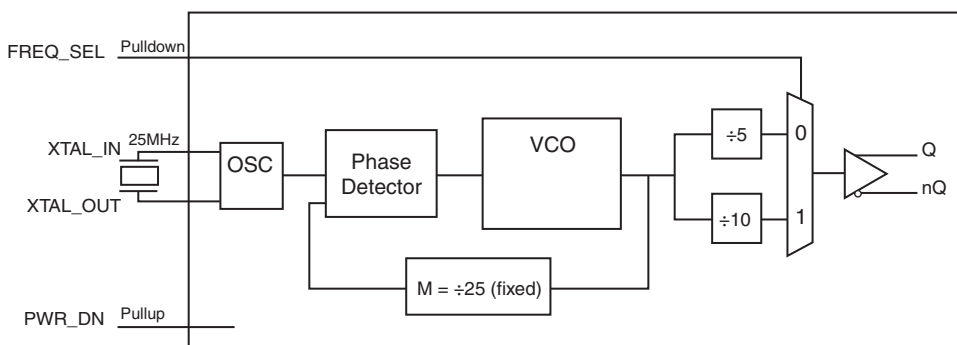 FREQ_SEL
Pulldown
XTAL_IN
25MHz
XTAL_OUT
OSC
Phase
Detector
VCO
÷5
÷10
0
1
Q
nQ
M = ÷25 (fixed)
PWR_DN
Pullup